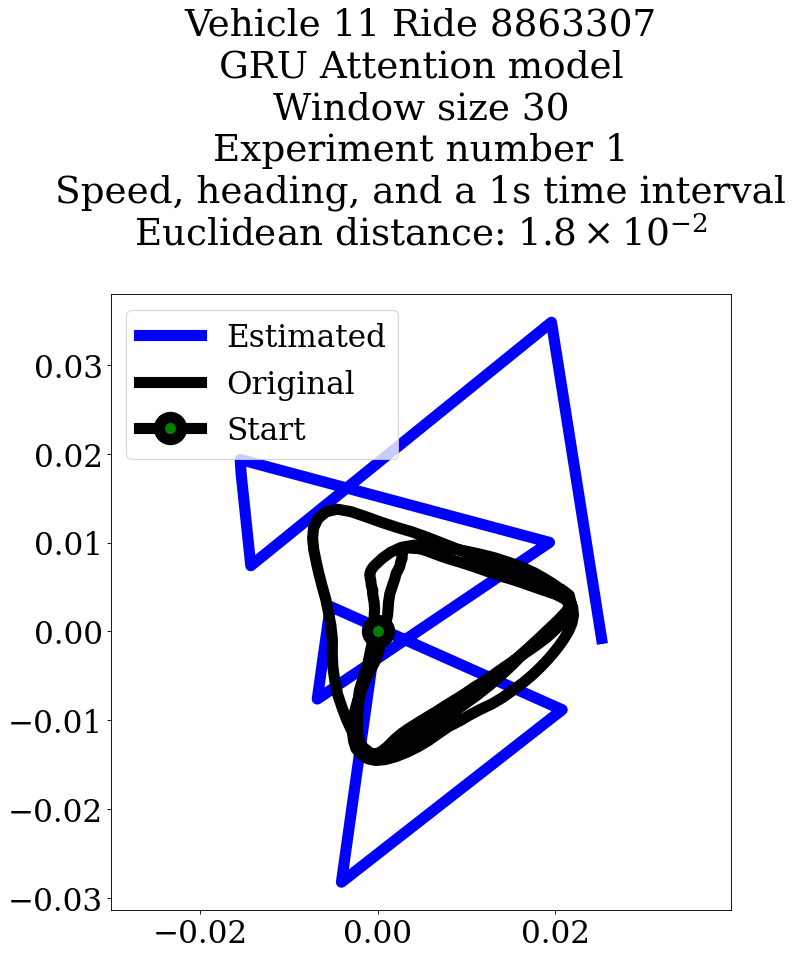 Vehicle 11 Ride 8863307
GRU Attention model
Window size 30
Experiment number 1
Speed, heading, and a 1s time interval
Euclidean distance: 1.8 × 10⁻²
Estimated
Original
Start
0.03
0.02
0.01
0.00
−0.01
−0.02
−0.03
−0.02
0.00
0.02